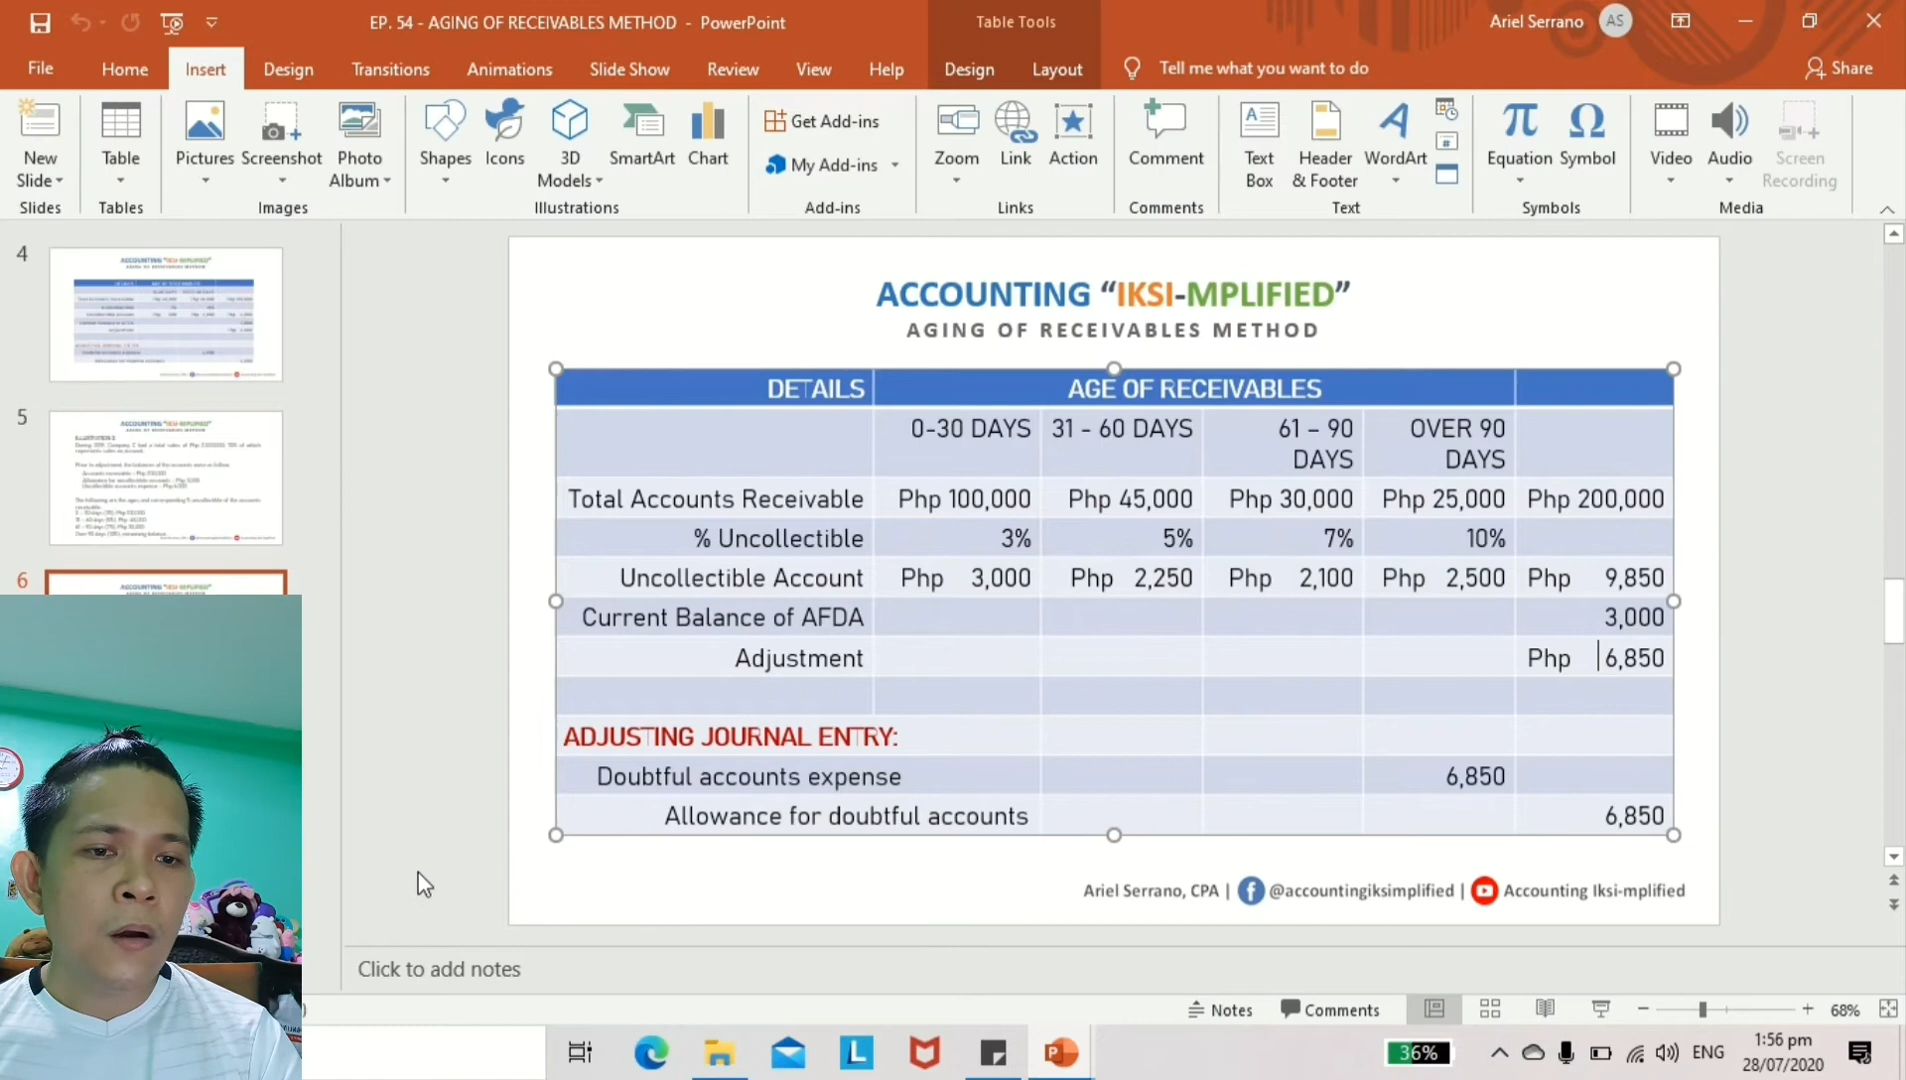 EP. 54 - AGING OF RECEIVABLES METHOD - PowerPoint
Table Tools
Ariel Serrano AS
File Home Insert Design Transitions Animations Slide Show Review View Help Design Layout Tell me what you want to do Share
New Slide
Table
Pictures
Screenshot
Photo Album
Shapes
Icons
3D Models
SmartArt
Chart
Get Add-ins
My Add-ins
Zoom
Link
Action
Comment
Text Box
Header & Footer
WordArt
Equation
Symbol
Video
Audio
Screen Recording
Slides Tables Images Illustrations Add-ins Links Comments Text Symbols Media
4
5
6
ACCOUNTING “IKSI-MPLIFIED”
AGING OF RECEIVABLES METHOD
DETAILS AGE OF RECEIVABLES
0-30 DAYS 31 - 60 DAYS 61 – 90 DAYS OVER 90 DAYS
Total Accounts Receivable Php 100,000 Php 45,000 Php 30,000 Php 25,000 Php 200,000
% Uncollectible 3% 5% 7% 10%
Uncollectible Account Php 3,000 Php 2,250 Php 2,100 Php 2,500 Php 9,850
Current Balance of AFDA 3,000
Adjustment Php 6,850
ADJUSTING JOURNAL ENTRY:
Doubtful accounts expense 6,850
Allowance for doubtful accounts 6,850
Ariel Serrano, CPA | @accountingiksimplified | Accounting Iksi-mplified
Click to add notes
Notes Comments 68%
36% ENG 1:56 pm
28/07/2020